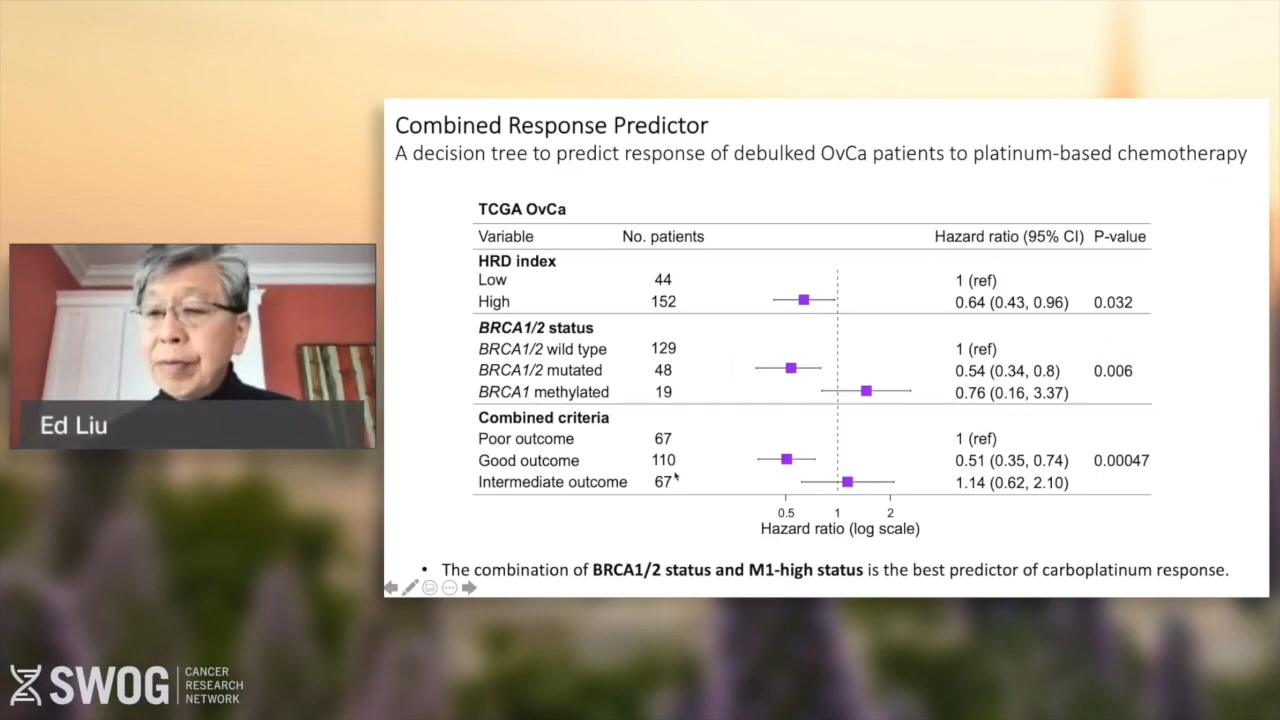 Combined Response Predictor
A decision tree to predict response of debulked OvCa patients to platinum-based chemotherapy
TCGA OvCa
Variable No. patients Hazard ratio (95% CI) P-value
HRD index
Low 44 1 (ref)
High 152 0.64 (0.43, 0.96) 0.032
BRCA1/2 status
BRCA1/2 wild type 129 1 (ref)
BRCA1/2 mutated 48 0.54 (0.34, 0.8) 0.006
BRCA1 methylated 19 0.76 (0.16, 3.37)
Combined criteria
Poor outcome 67 1 (ref)
Good outcome 110 0.51 (0.35, 0.74) 0.00047
Intermediate outcome 67 1.14 (0.62, 2.10)
0.5 1 2
Hazard ratio (log scale)
• The combination of BRCA1/2 status and M1-high status is the best predictor of carboplatinum response.
Ed Liu
SWOG
CANCER
RESEARCH
NETWORK